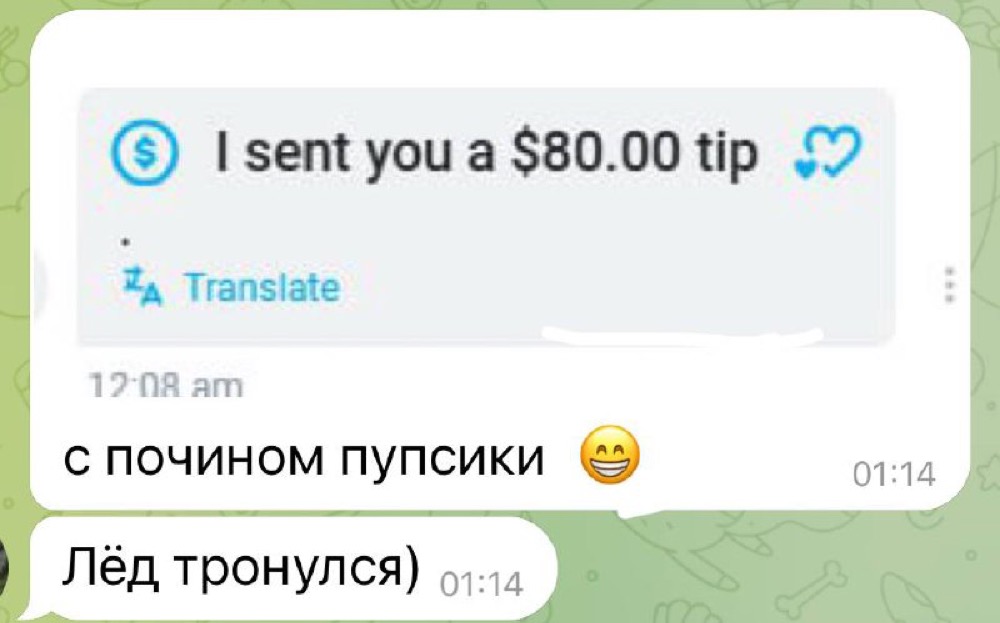 I sent you a $80.00 tip
.
Translate
12:08 am
с почином пупсики 😁
01:14
Лёд тронулся) 01:14